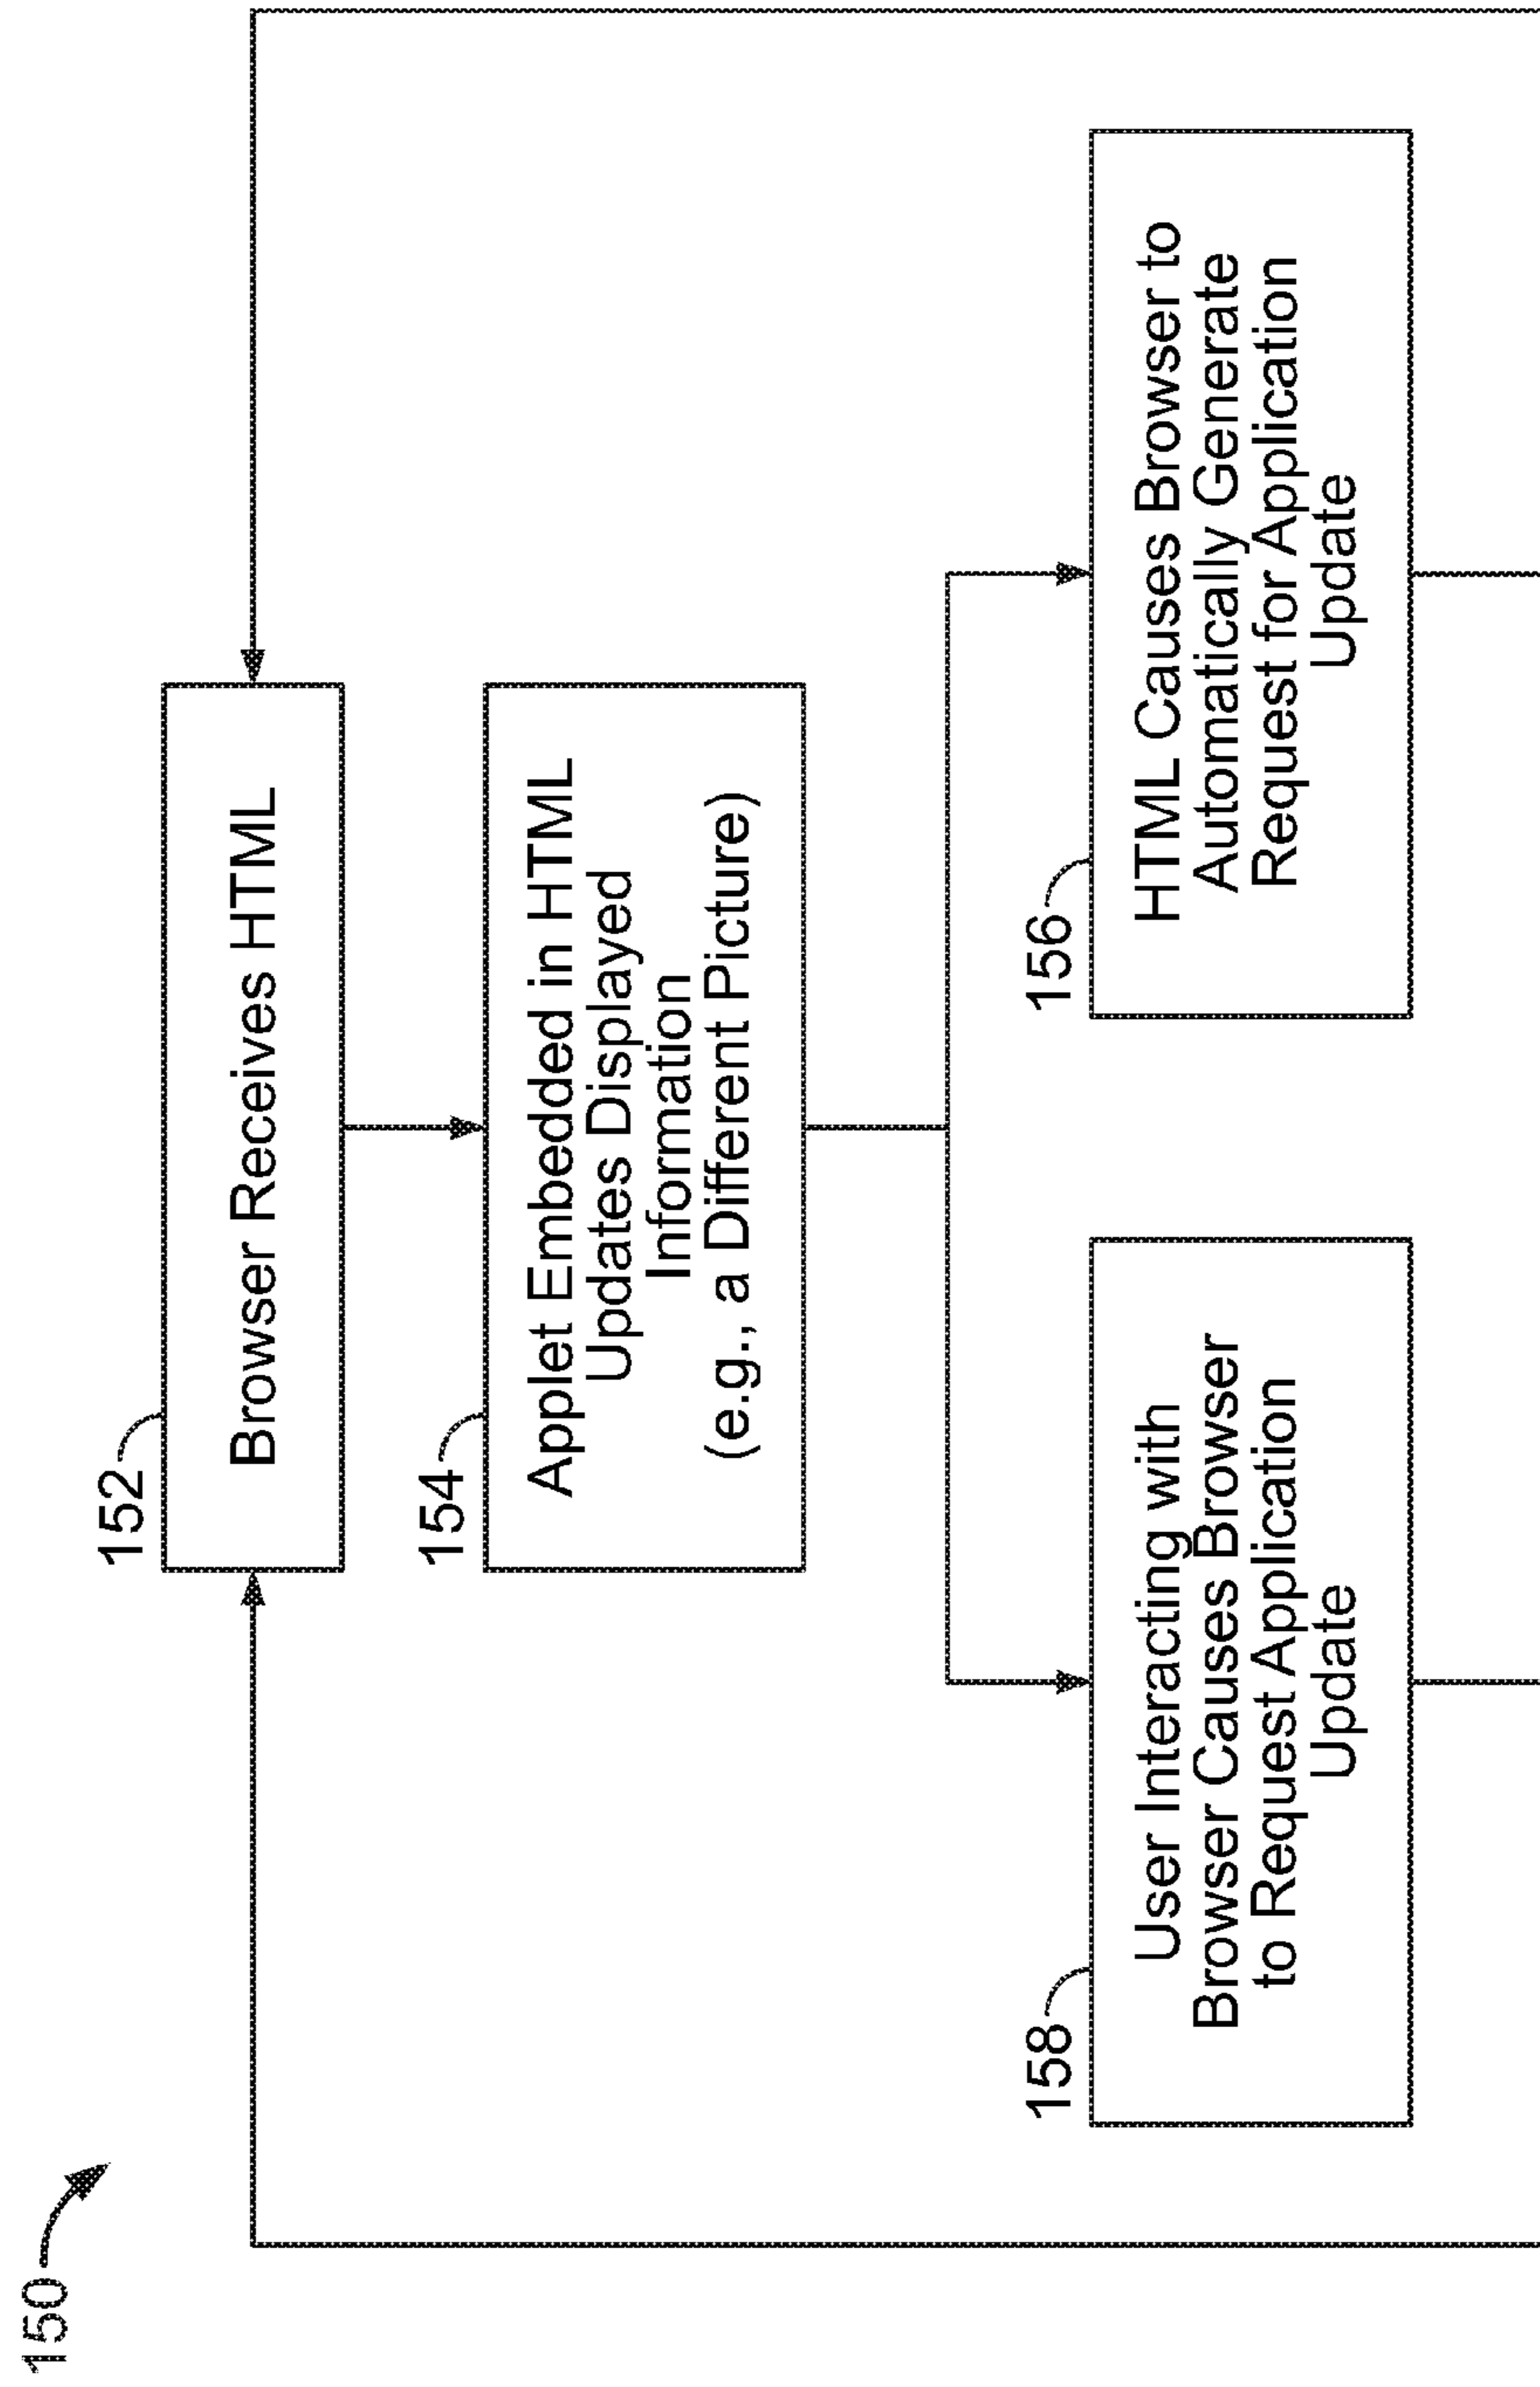 150
152
Browser Receives HTML
154
Applet Embedded in HTML
Updates Displayed
Information
(e.g., a Different Picture)
158
User Interacting with
Browser Causes Browser
to Request Application
Update
156
HTML Causes Browser to
Automatically Generate
Request for Application
Update